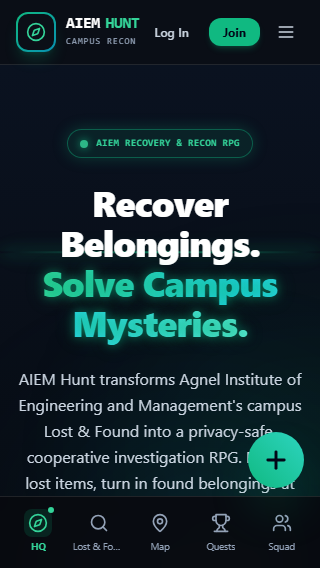 AIEM HUNT
CAMPUS RECON
Log In
Join
AIEM RECOVERY & RECON RPG
Recover
Belongings.
Solve Campus
Mysteries.
AIEM Hunt transforms Agnel Institute of
Engineering and Management's campus
Lost & Found into a privacy-safe,
cooperative investigation RPG.
lost items, turn in found belongings at
HQ
Lost & Fo...
Map
Quests
Squad